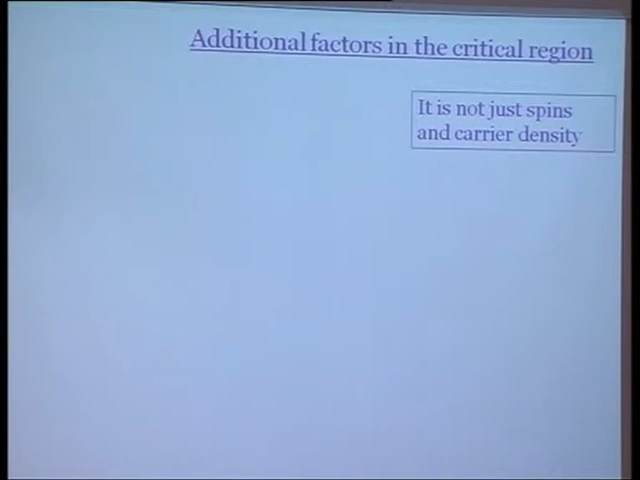 Additional factors in the critical region
It is not just spins
and carrier density